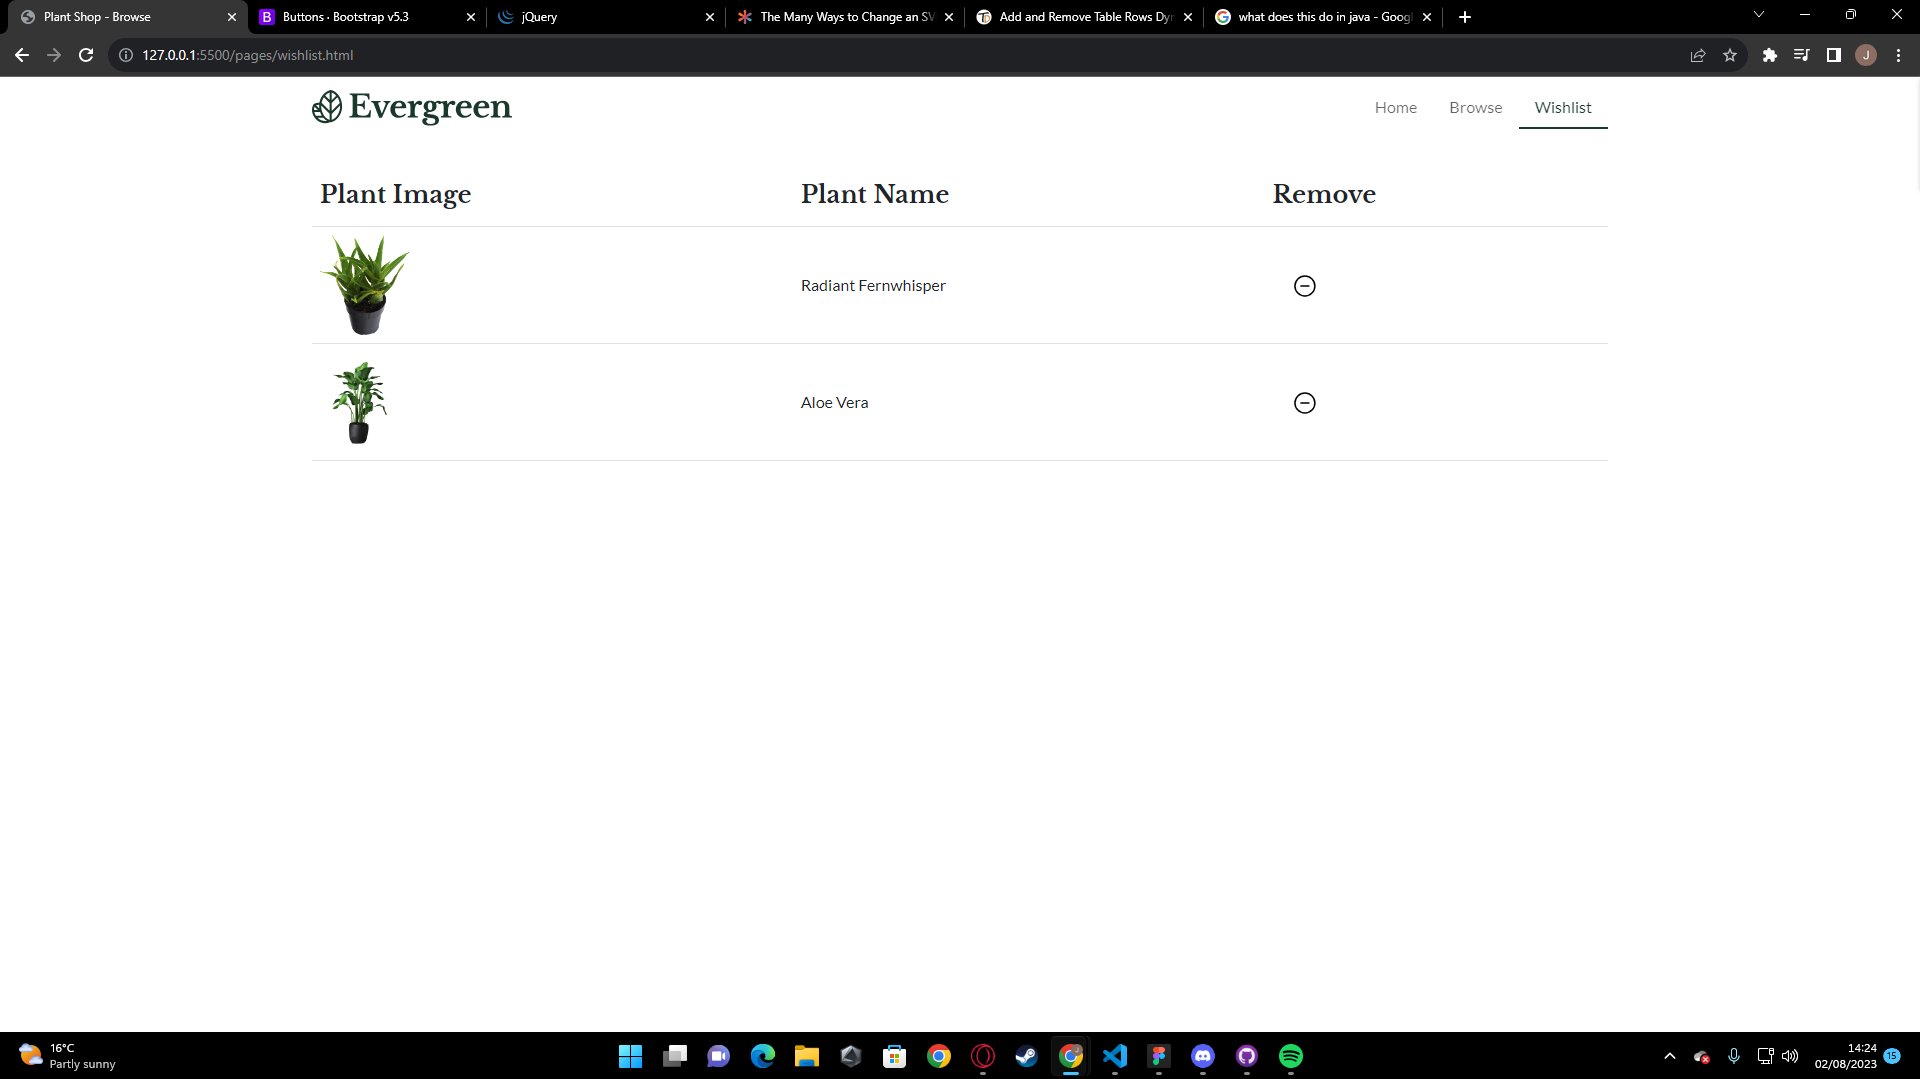 Plant Shop - Browse
Buttons · Bootstrap v5.3
jQuery
The Many Ways to Change an SV
Add and Remove Table Rows Dyn
what does this do in java - Googl
127.0.0.1:5500/pages/wishlist.html
J
Evergreen
Home
Browse
Wishlist
Plant Image
Plant Name
Remove
Radiant Fernwhisper
Aloe Vera
16°C
Partly sunny
14:24
02/08/2023
15